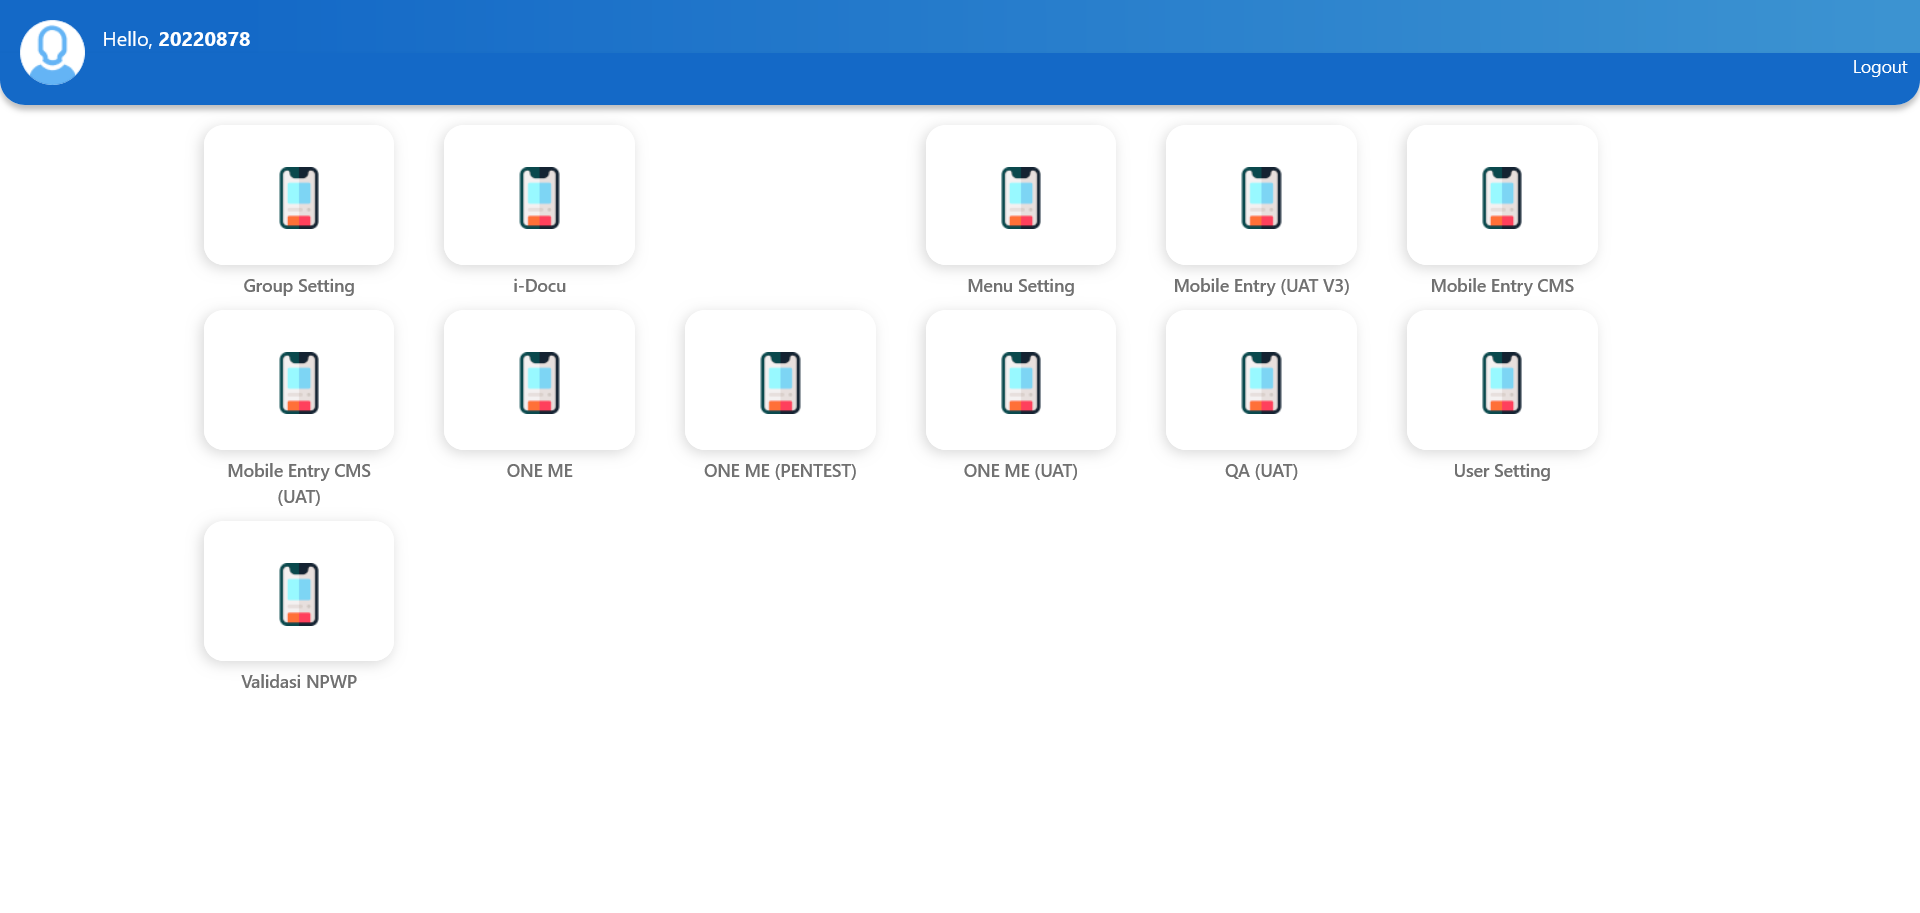 Hello, 20220878
Logout
Group Setting
i-Docu
Menu Setting
Mobile Entry (UAT V3)
Mobile Entry CMS
Mobile Entry CMS
(UAT)
ONE ME
ONE ME (PENTEST)
ONE ME (UAT)
QA (UAT)
User Setting
Validasi NPWP